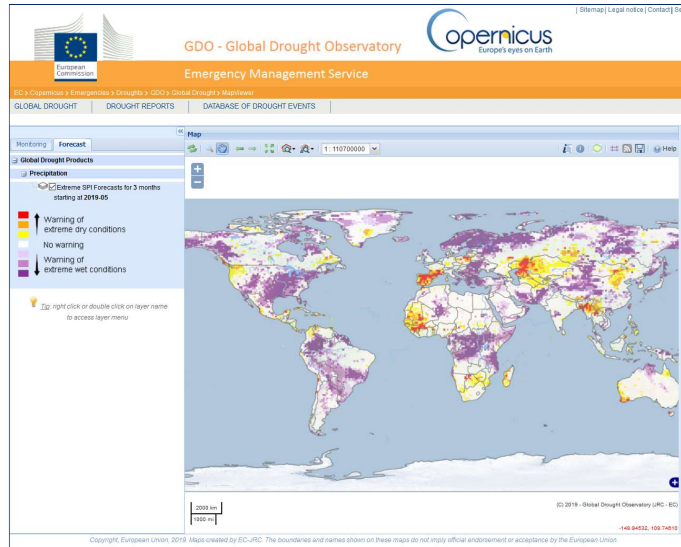 | Sitemap| Legal notice | Contact| Se
European
Commission
GDO - Global Drought Observatory
opernicus
Europe's eyes on Earth
Emergency Management Service
EC > Copernicus > Emergencies > Droughts > GDO > Global Drought > MapViewer
GLOBAL DROUGHT
DROUGHT REPORTS
DATABASE OF DROUGHT EVENTS
Map
Monitoring
Forecast
1 : 110700000
Help
Global Drought Products
Precipitation
Extreme SPI Forecasts for 3 months
starting at 2019-05
Warning of
extreme dry conditions
No warning
Warning of
extreme wet conditions
Tip: right click or double click on layer name
to access layer menu
2000 km
1000 mi
(C) 2019 - Global Drought Observatory (JRC - EC)
-148.94532, 109.74610
Copyright, European Union, 2019. Maps created by EC-JRC. The boundaries and names shown on these maps do not imply official endorsement or acceptance by the European Union.